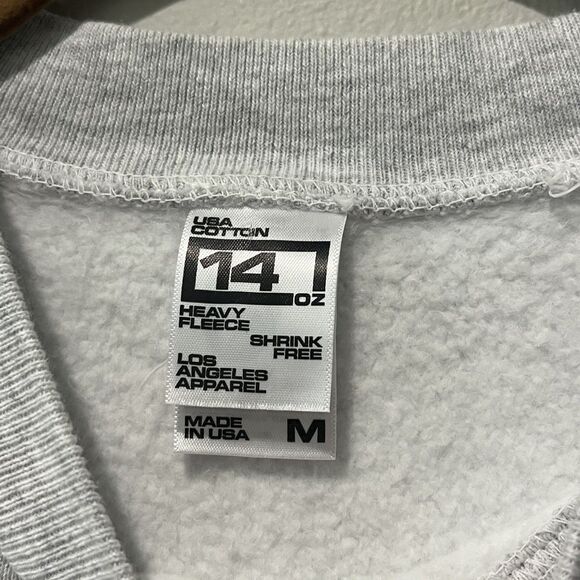 USA
COTTON
14
OZ
HEAVY
FLEECE
SHRINK
FREE
LOS
ANGELES
APPAREL
MADE
IN USA
M